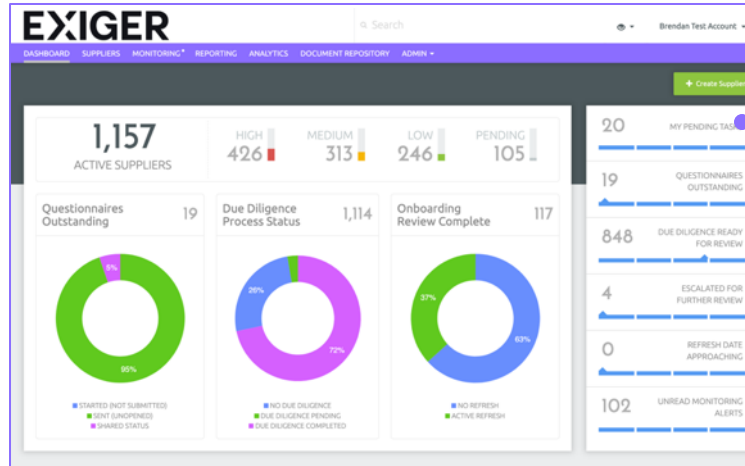 EXIGER
Search
Brendan Test Account
DASHBOARD SUPPLIERS MONITORING REPORTING ANALYTICS DOCUMENT REPOSITORY ADMIN
+ Create Supplier
1,157
ACTIVE SUPPLIERS
HIGH
426
MEDIUM
313
LOW
246
PENDING
105
Questionnaires
Outstanding
19
5%
95%
STARTED (NOT SUBMITTED)
SENT (UNOPENED)
SHARED STATUS
Due Diligence
Process Status
1,114
26%
72%
NO DUE DILIGENCE
DUE DILIGENCE PENDING
DUE DILIGENCE COMPLETED
Onboarding
Review Complete
117
37%
63%
NO REFRESH
ACTIVE REFRESH
20
MY PENDING
19
QUESTIONNAIRES
OUTSTANDING
848
DUE DILIGENCE READY
FOR REVIEW
4
ESCALATED FOR
FURTHER REVIEW
0
REFRESH DATE
APPROACHING
102
UNREAD MONITORING
ALERTS